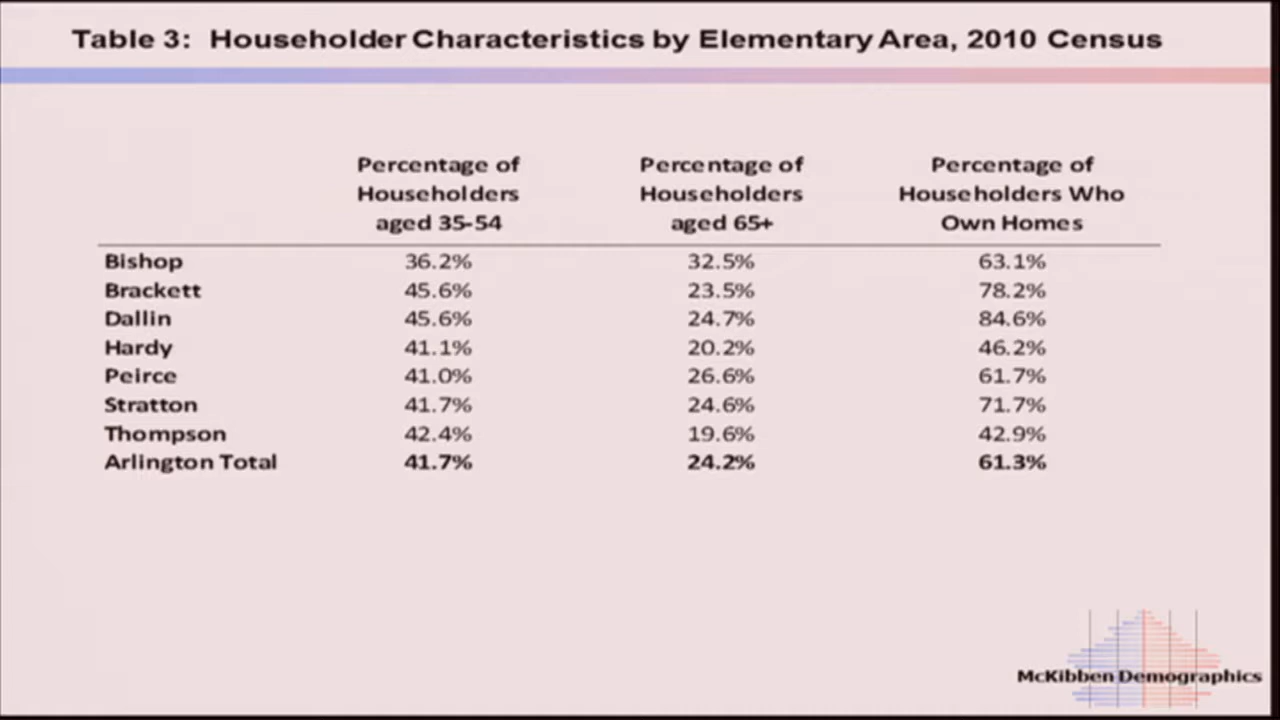 Table 3: Householder Characteristics by Elementary Area, 2010 Census
Percentage of Householders aged 35-54 Percentage of Householders aged 65+ Percentage of Householders Who Own Homes
Bishop 36.2% 32.5% 63.1%
Brackett 45.6% 23.5% 78.2%
Dallin 45.6% 24.7% 84.6%
Hardy 41.1% 20.2% 46.2%
Peirce 41.0% 26.6% 61.7%
Stratton 41.7% 24.6% 71.7%
Thompson 42.4% 19.6% 42.9%
Arlington Total 41.7% 24.2% 61.3%
McKibben Demographics